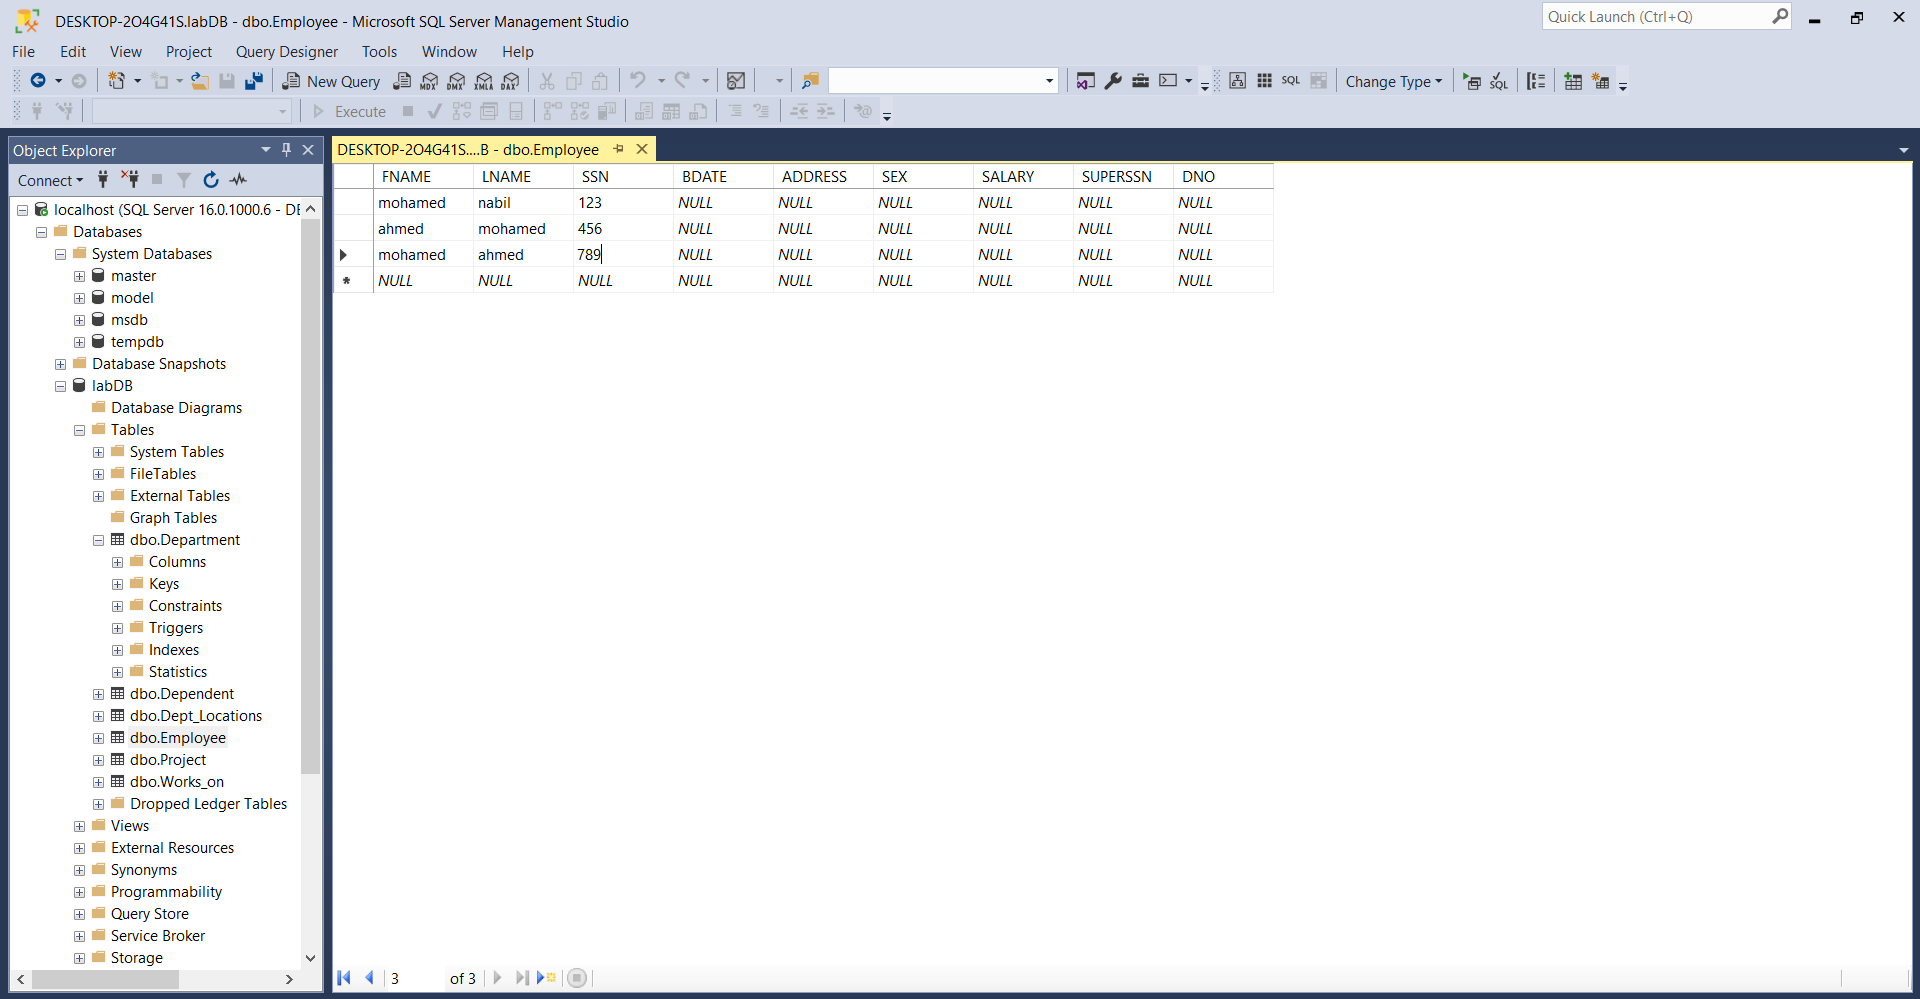 DESKTOP-2O4G41S.labDB - dbo.Employee - Microsoft SQL Server Management Studio
Quick Launch (Ctrl+Q)
File Edit View Project Query Designer Tools Window Help
New Query MDX DMX XMLA DAX SQL Change Type SQL
Execute
Object Explorer
Connect
localhost (SQL Server 16.0.1000.6 - DE
Databases
System Databases
master
model
msdb
tempdb
Database Snapshots
labDB
Database Diagrams
Tables
System Tables
FileTables
External Tables
Graph Tables
dbo.Department
Columns
Keys
Constraints
Triggers
Indexes
Statistics
dbo.Dependent
dbo.Dept_Locations
dbo.Employee
dbo.Project
dbo.Works_on
Dropped Ledger Tables
Views
External Resources
Synonyms
Programmability
Query Store
Service Broker
Storage
DESKTOP-2O4G41S....B - dbo.Employee
FNAME LNAME SSN BDATE ADDRESS SEX SALARY SUPERSSN DNO
mohamed nabil 123 NULL NULL NULL NULL NULL NULL
ahmed mohamed 456 NULL NULL NULL NULL NULL NULL
mohamed ahmed 789 NULL NULL NULL NULL NULL NULL
* NULL NULL NULL NULL NULL NULL NULL NULL NULL
3 of 3